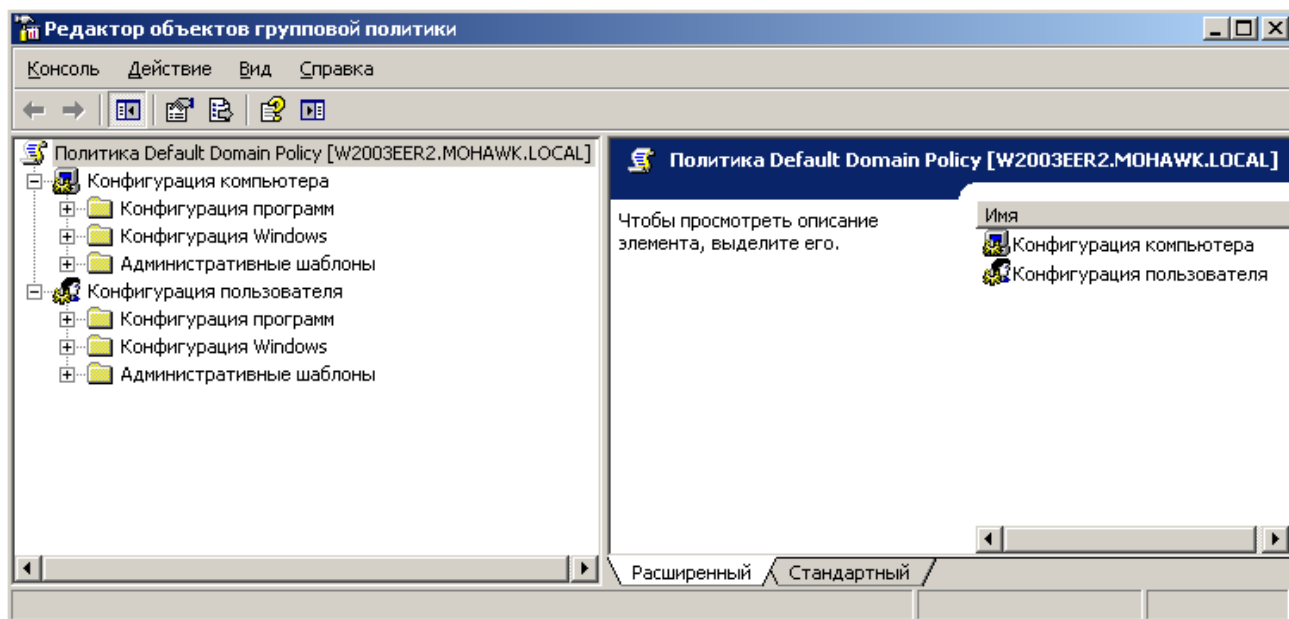 Редактор объектов групповой политики
Консоль Действие Вид Справка
Политика Default Domain Policy [W2003EER2.MOHAWK.LOCAL]
Конфигурация компьютера
Конфигурация программ
Конфигурация Windows
Административные шаблоны
Конфигурация пользователя
Конфигурация программ
Конфигурация Windows
Административные шаблоны
Политика Default Domain Policy [W2003EER2.MOHAWK.LOCAL]
Чтобы просмотреть описание
элемента, выделите его.
Имя
Конфигурация компьютера
Конфигурация пользователя
Расширенный Стандартный